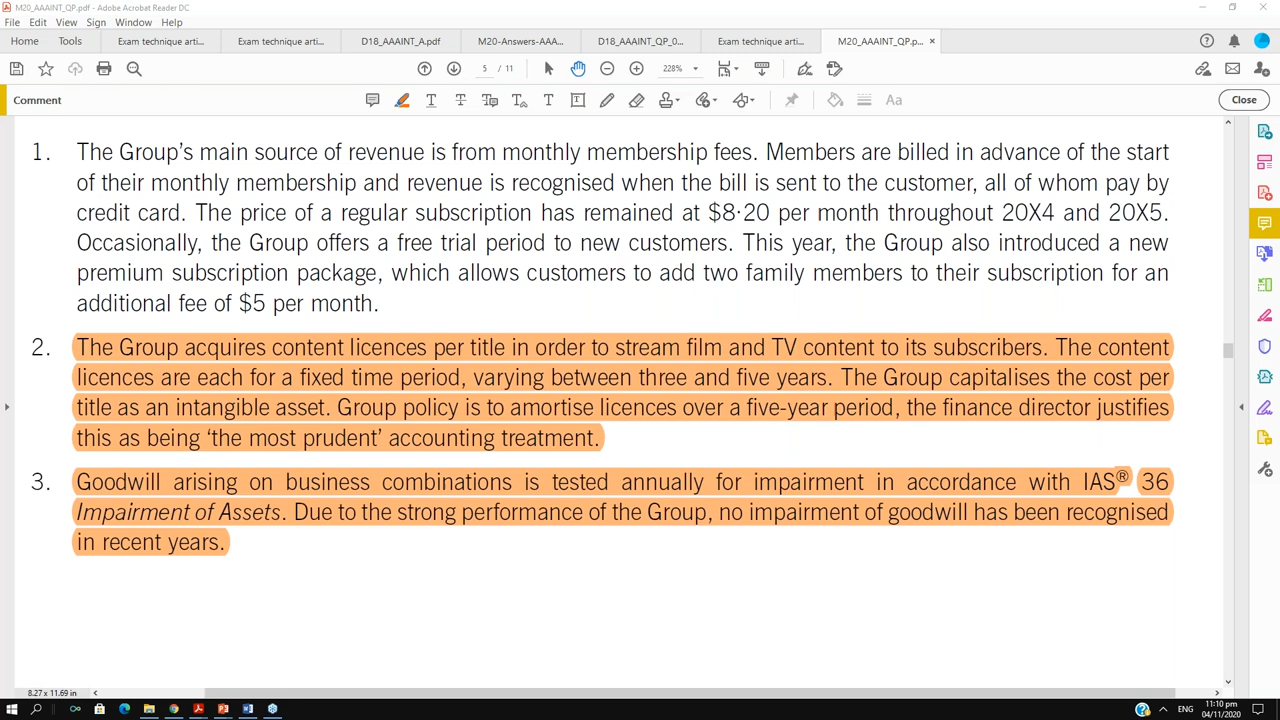 M20_AAAINT_QP.pdf - Adobe Acrobat Reader DC
File Edit View Sign Window Help
Home Tools Exam technique arti... Exam technique arti... D18_AAAINT_A.pdf M20-Answers-AAA... D18_AAAINT_QP_0... Exam technique arti... M20_AAAINT_QP.p... ×
5 / 11 228%
Comment Close
1. The Group's main source of revenue is from monthly membership fees. Members are billed in advance of the start
of their monthly membership and revenue is recognised when the bill is sent to the customer, all of whom pay by
credit card. The price of a regular subscription has remained at $8·20 per month throughout 20X4 and 20X5.
Occasionally, the Group offers a free trial period to new customers. This year, the Group also introduced a new
premium subscription package, which allows customers to add two family members to their subscription for an
additional fee of $5 per month.
2. The Group acquires content licences per title in order to stream film and TV content to its subscribers. The content
licences are each for a fixed time period, varying between three and five years. The Group capitalises the cost per
title as an intangible asset. Group policy is to amortise licences over a five-year period, the finance director justifies
this as being 'the most prudent' accounting treatment.
3. Goodwill arising on business combinations is tested annually for impairment in accordance with IAS® 36
Impairment of Assets. Due to the strong performance of the Group, no impairment of goodwill has been recognised
in recent years.
8.27 x 11.69 in
ENG 11:10 pm
04/11/2020